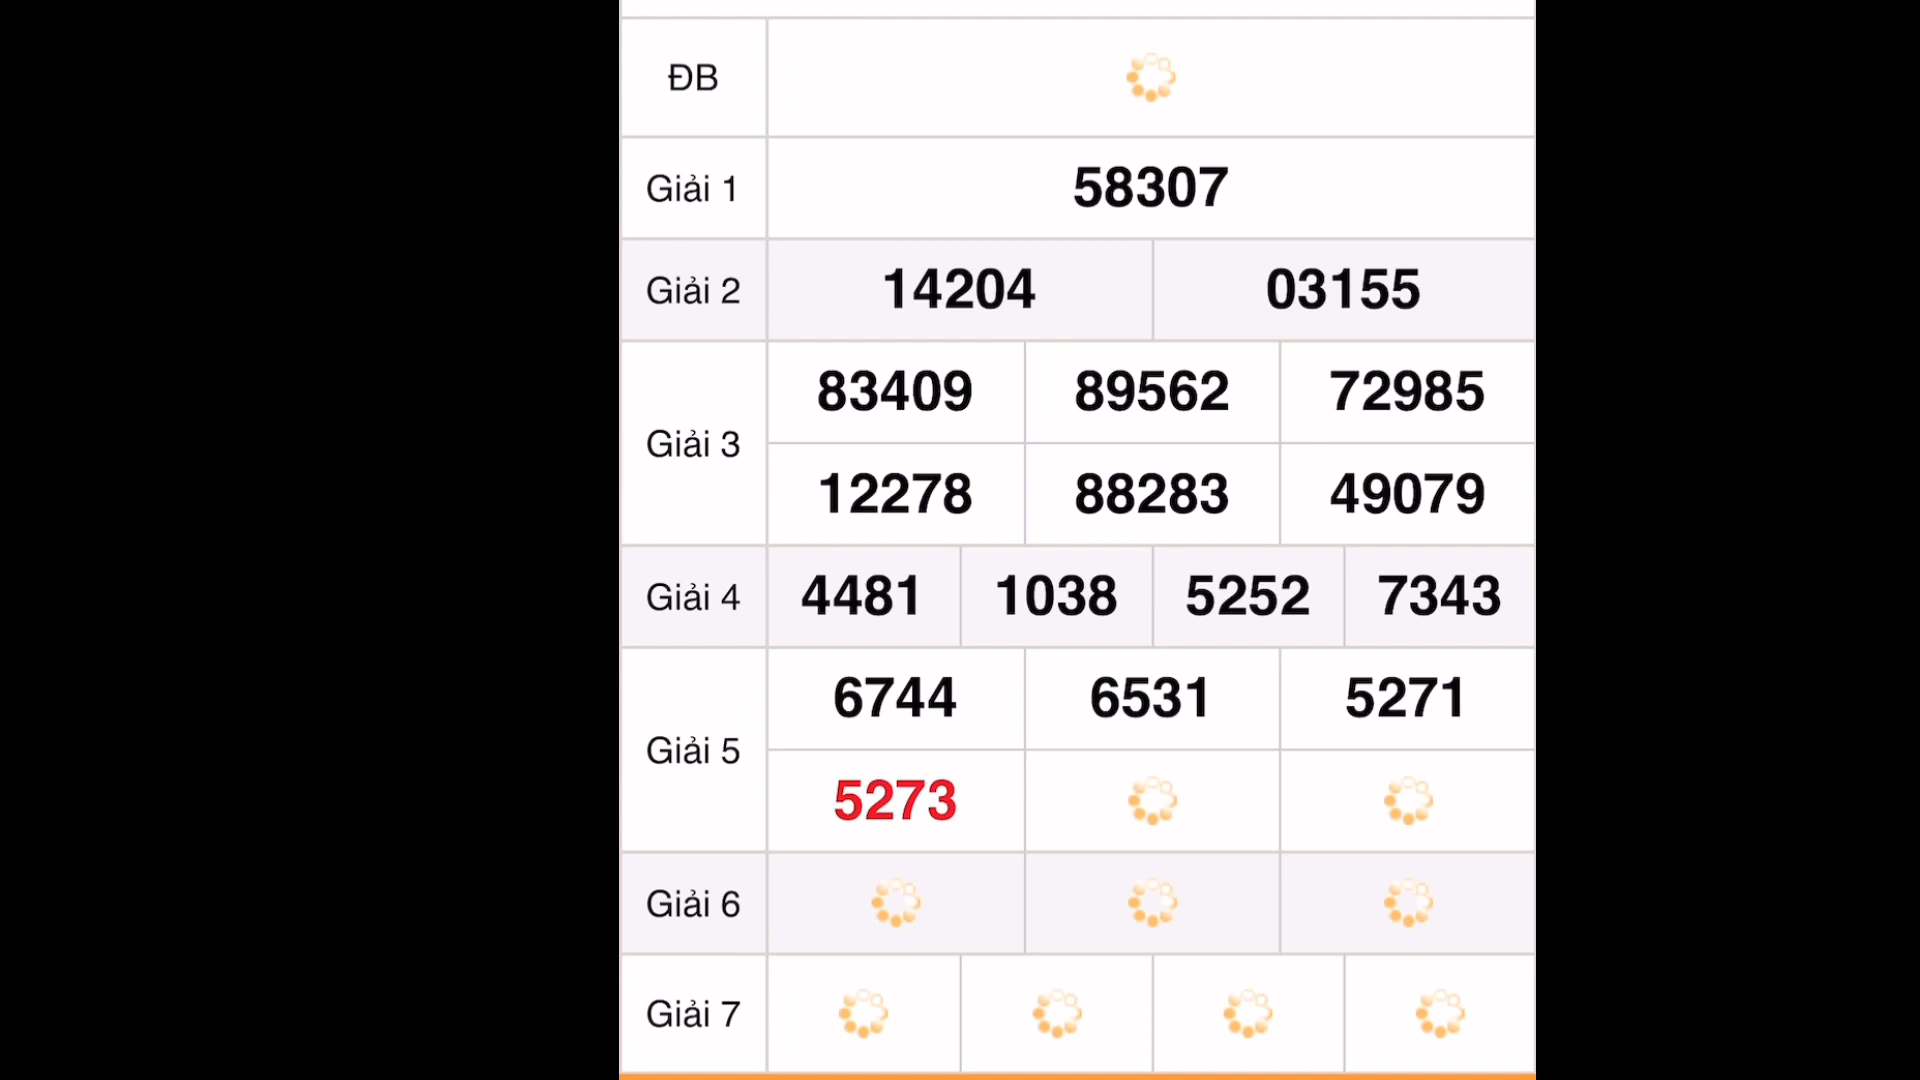 ĐB
Giải 1 58307
Giải 2 14204 03155
83409 89562 72985
Giải 3
12278 88283 49079
Giải 4 4481 1038 5252 7343
6744 6531 5271
Giải 5
5273
Giải 6
Giải 7